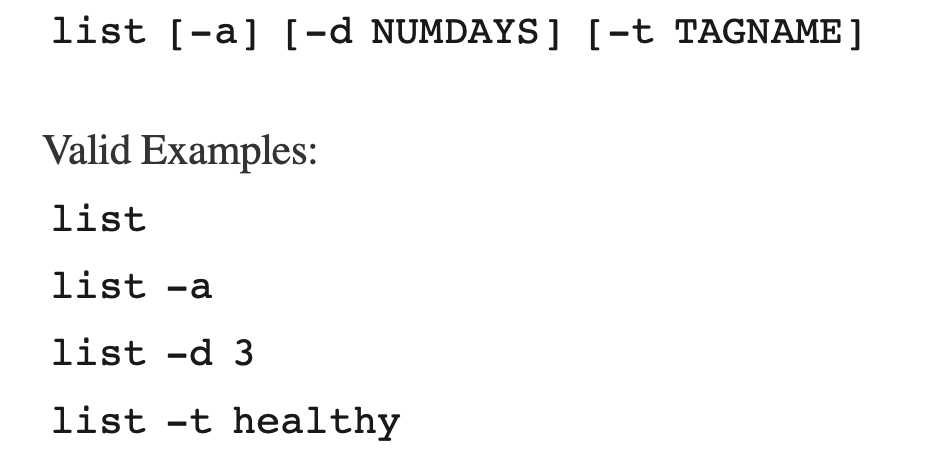 list [-a] [-d NUMDAYS] [-t TAGNAME]
Valid Examples:
list
list -a
list -d 3
list -t healthy